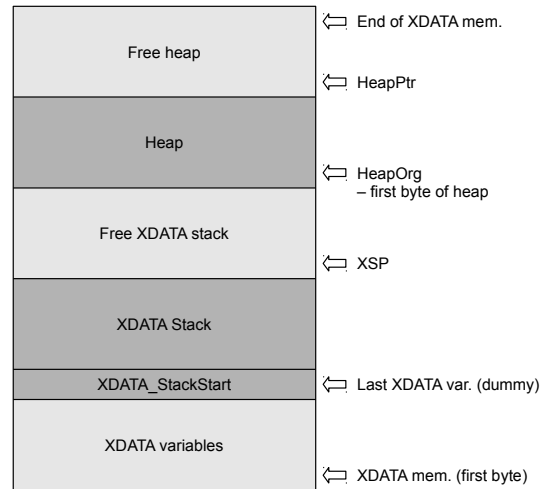 End of XDATA mem.
Free heap
HeapPtr
Heap
HeapOrg
– first byte of heap
Free XDATA stack
XSP
XDATA Stack
XDATA_StackStart
Last XDATA var. (dummy)
XDATA variables
XDATA mem. (first byte)